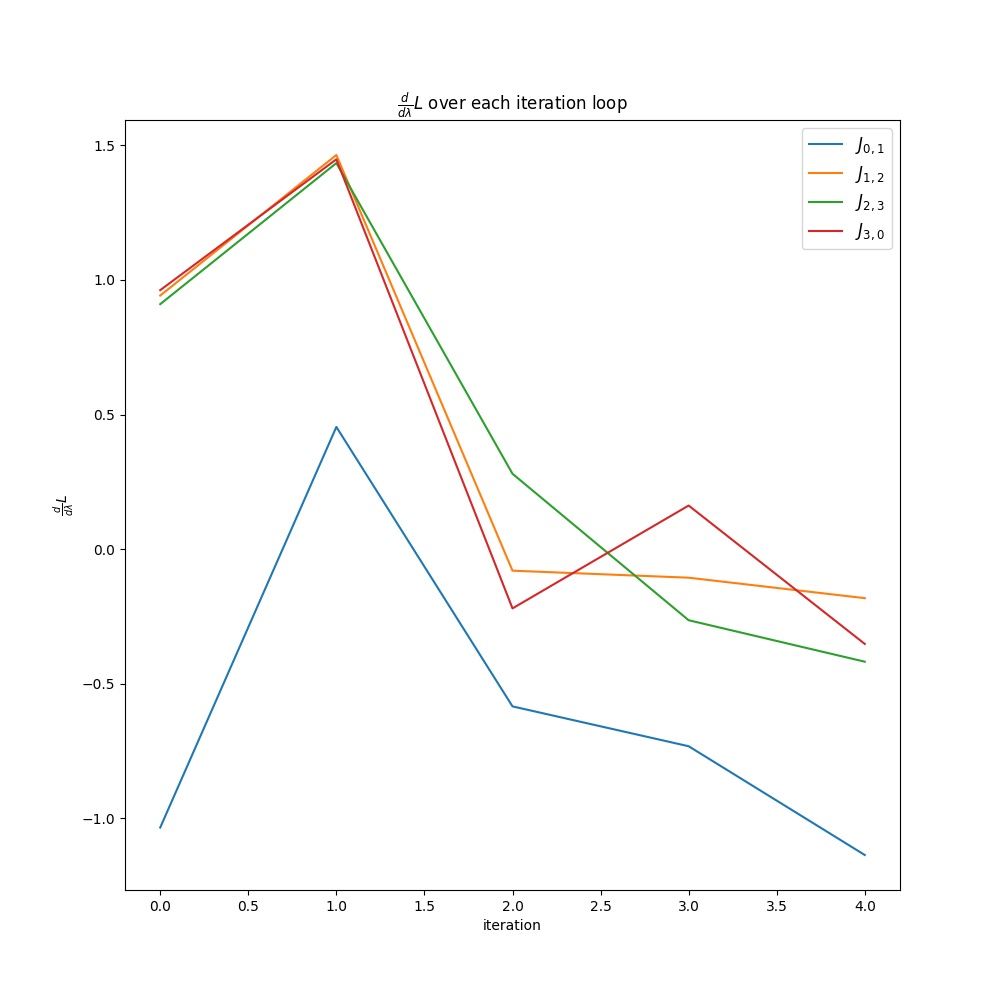 d/dλ L over each iteration loop
J0,1
J1,2
J2,3
J3,0
1.5
1.0
0.5
0.0
−0.5
−1.0
d/dλ L
0.0 0.5 1.0 1.5 2.0 2.5 3.0 3.5 4.0
iteration